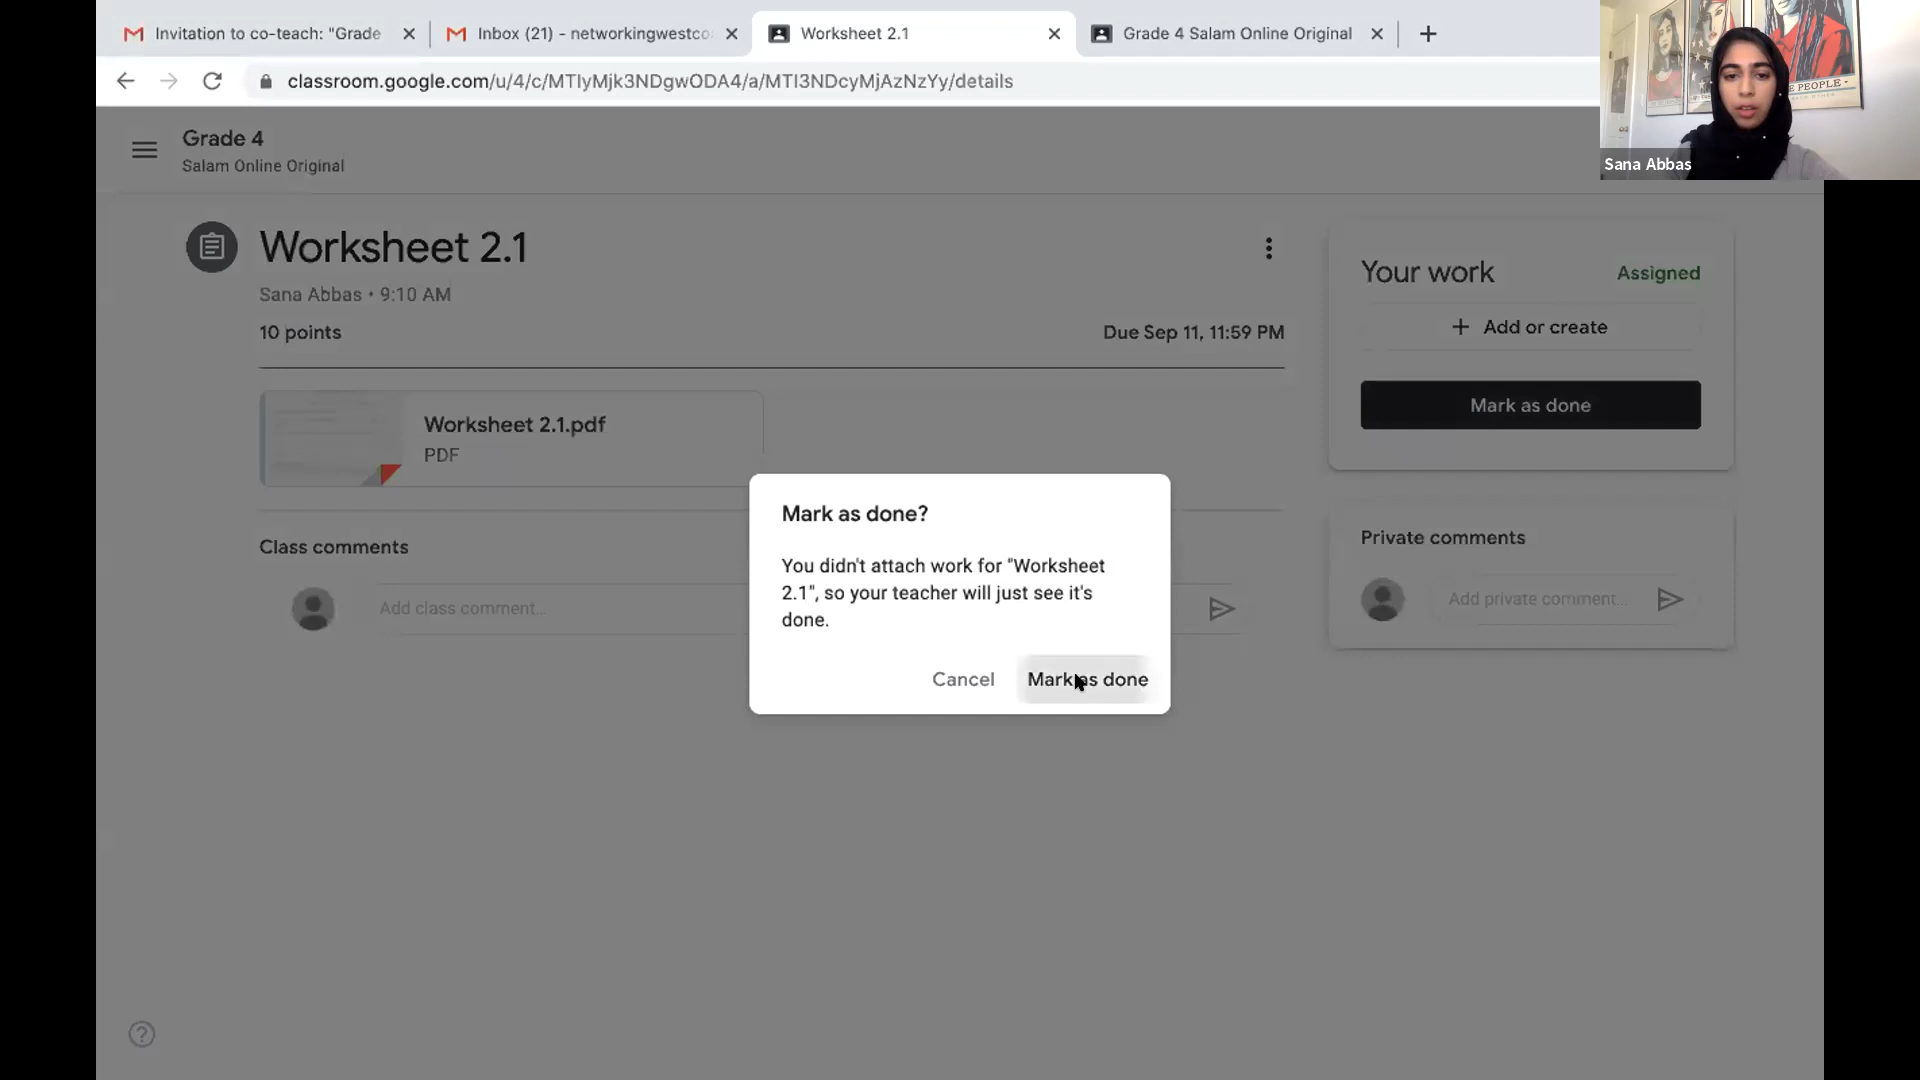 Invitation to co-teach: "Grade
Inbox (21) - networkingwestco
Worksheet 2.1
Grade 4 Salam Online Original
classroom.google.com/u/4/c/MTIyMjk3NDgwODA4/a/MTI3NDcyMjAzNzYy/details
E PEOPLE
Sana Abbas
Grade 4
Salam Online Original
Worksheet 2.1
Sana Abbas • 9:10 AM
10 points
Due Sep 11, 11:59 PM
Your work
Assigned
+ Add or create
Mark as done
Worksheet 2.1.pdf
PDF
Class comments
Add class comment...
Private comments
Add private comment...
Mark as done?
You didn't attach work for "Worksheet
2.1", so your teacher will just see it's
done.
Cancel
Mark as done